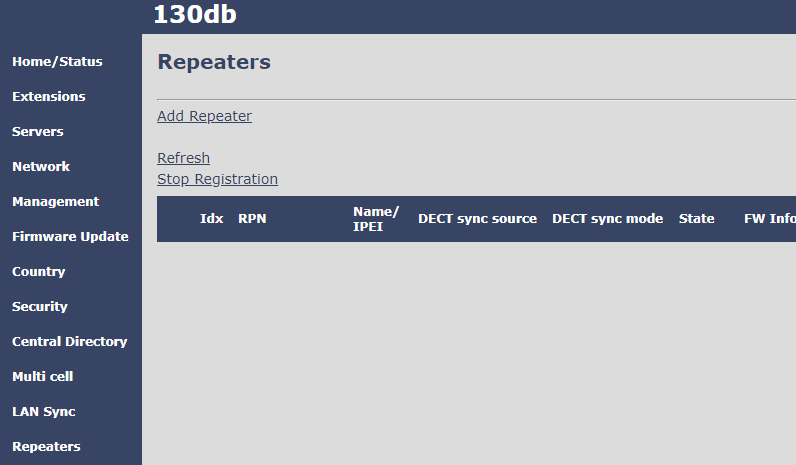 130db
Home/Status
Extensions
Servers
Network
Management
Firmware Update
Country
Security
Central Directory
Multi cell
LAN Sync
Repeaters
Repeaters
Add Repeater
Refresh
Stop Registration
Idx RPN Name/ IPEI DECT sync source DECT sync mode State FW Info